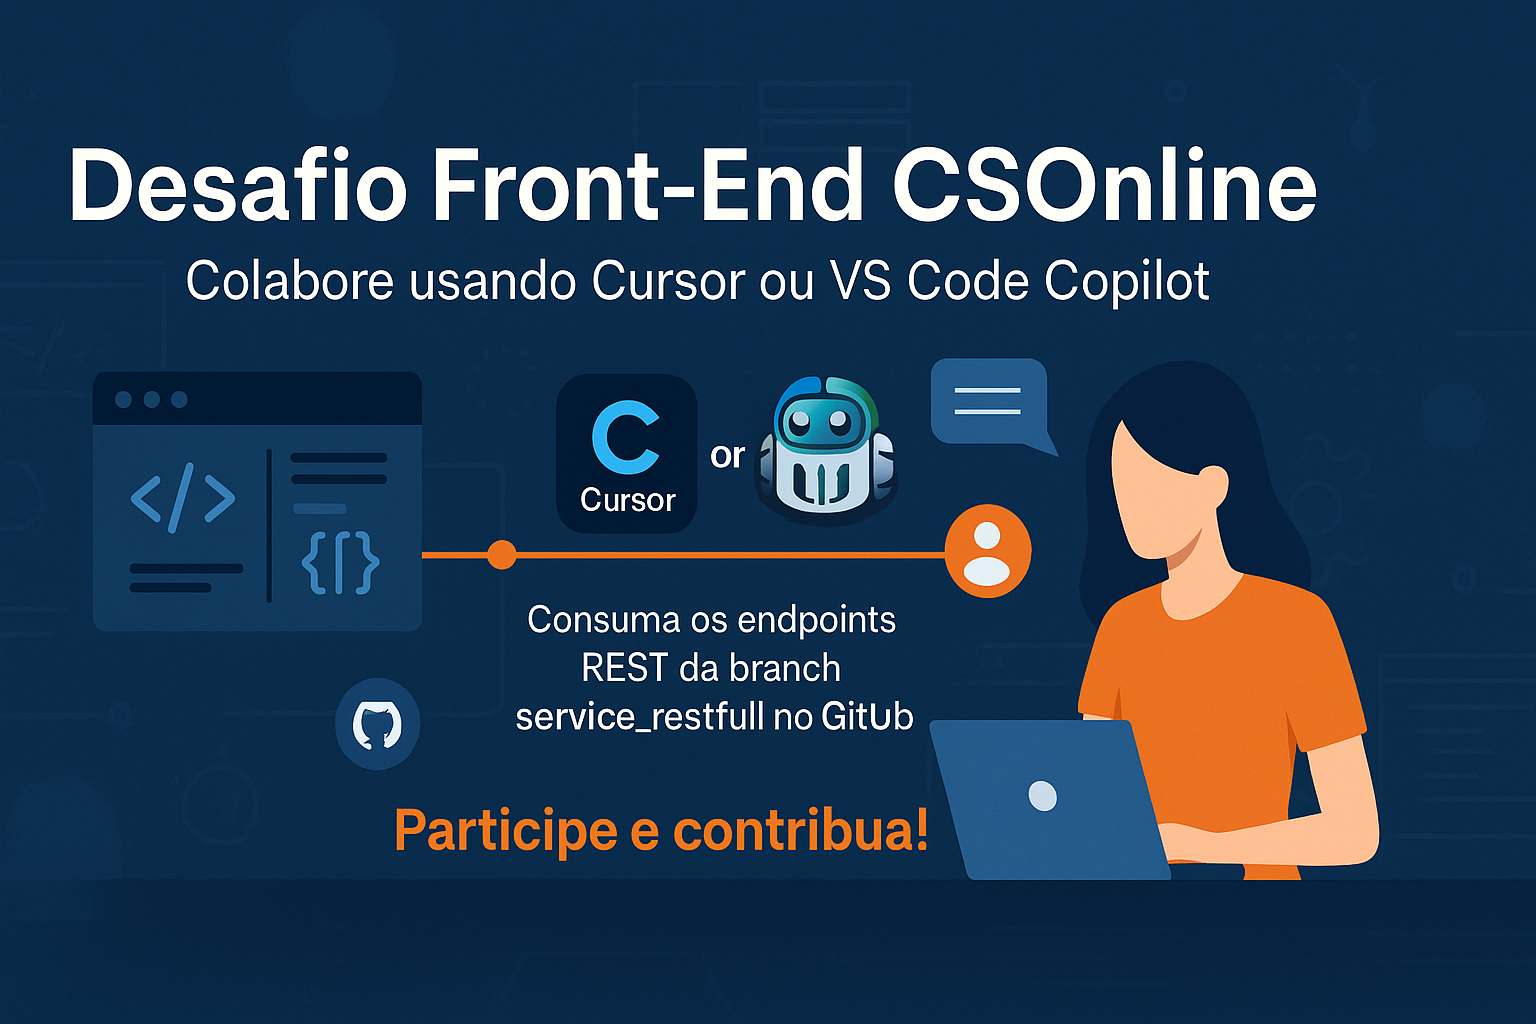 Desafio Front-End CSOnline
Colabore usando Cursor ou VS Code Copilot
</>
{[]}
C
Cursor
or
Consuma os endpoints
REST da branch
service_restfull no GitUb
Participe e contribua!